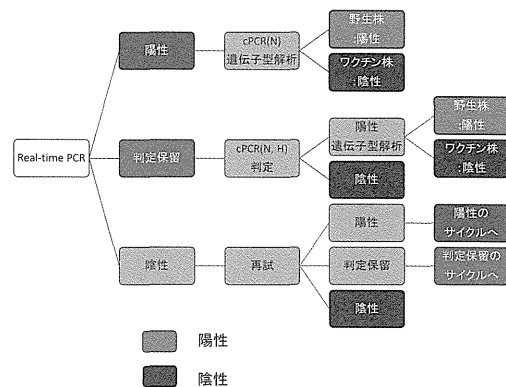 Real-time PCR
陽性
cPCR(N)
遺伝子型解析
野生株
:陽性
ワクチン株
:陰性
判定保留
cPCR(N, H)
判定
陽性
遺伝子型解析
野生株
:陽性
ワクチン株
:陰性
陰性
陰性
再試
陽性
陽性の
サイクルへ
判定保留
判定保留の
サイクルへ
陰性
陽性
陰性